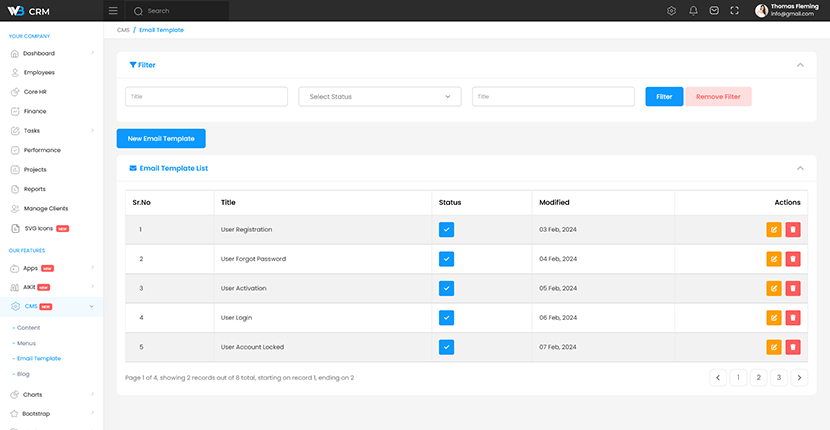 W3 CRM
Search
Thomas Fleming
info@gmail.com
YOUR COMPANY
Dashboard
Employees
Core HR
Finance
Tasks
Performance
Projects
Reports
Manage Clients
SVG Icons NEW
OUR FEATURES
Apps NEW
AIKit NEW
CMS NEW
Content
Menus
Email Template
Blog
Charts
Bootstrap
CMS / Email Template
Filter
Title
Select Status
Title
Filter
Remove Filter
New Email Template
Email Template List
Sr.No Title Status Modified Actions
1 User Registration 03 Feb, 2024
2 User Forgot Password 04 Feb, 2024
3 User Activation 05 Feb, 2024
4 User Login 06 Feb, 2024
5 User Account Locked 07 Feb, 2024
Page 1 of 4, showing 2 records out of 8 total, starting on record 1, ending on 2
1 2 3